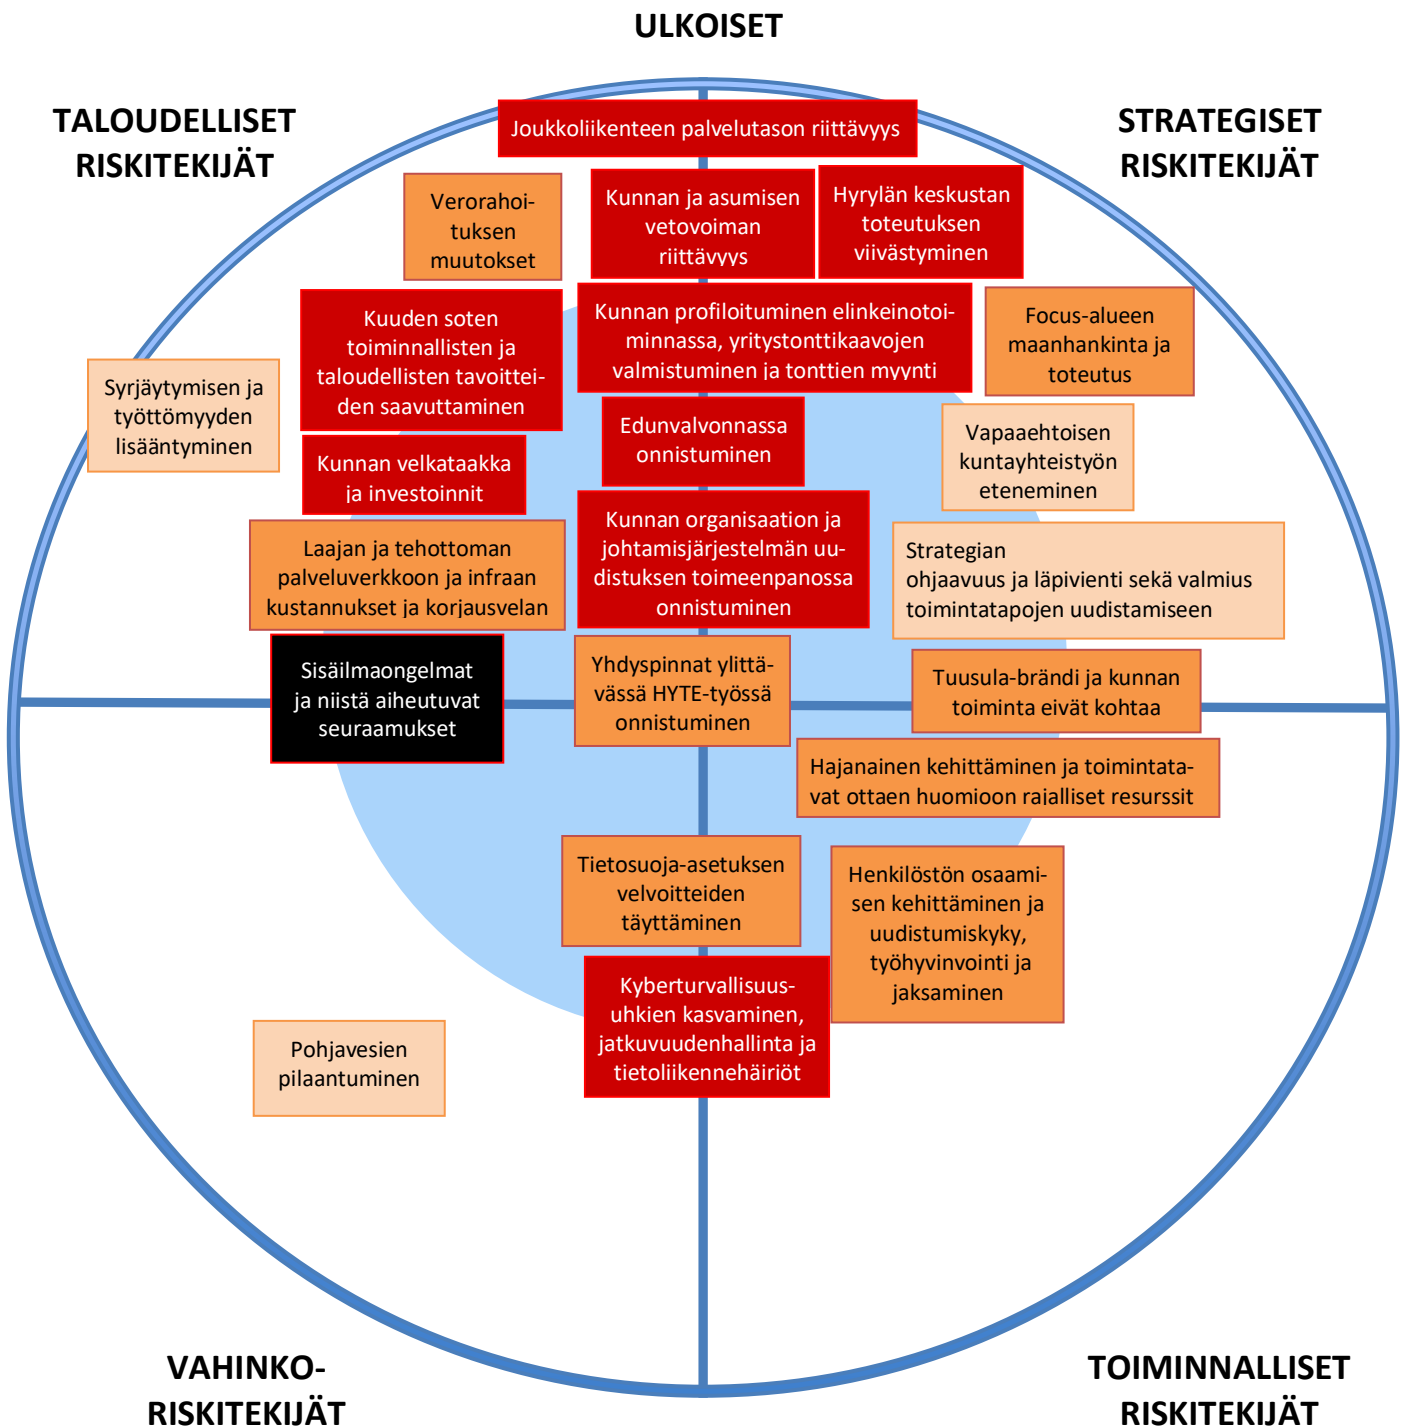 ULKOISET
TALOUDELLISET
RISKITEKIJÄT
STRATEGISET
RISKITEKIJÄT
Joukkoliikenteen palvelutason riittävyys
Verorahoi-
tuksen
muutokset
Kunnan ja asumisen
vetovoiman
riittävyys
Hyrylän keskustan
toteutuksen
viivästyminen
Kuuden soten
toiminnallisten ja
taloudellisten tavoittei-
den saavuttaminen
Kunnan profiloituminen elinkeinotoi-
minnassa, yritystonttikaavojen
valmistuminen ja tonttien myynti
Focus-alueen
maanhankinta ja
toteutus
Syrjäytymisen ja
työttömyyden
lisääntyminen
Edunvalvonnassa
onnistuminen
Vapaaehtoisen
kuntayhteistyön
eteneminen
Kunnan velkataakka
ja investoinnit
Laajan ja tehottoman
palveluverkkoon ja infraan
kustannukset ja korjausvelan
Kunnan organisaation ja
johtamisjärjestelmän uu-
distuksen toimeenpanossa
onnistuminen
Strategian
ohjaavuus ja läpivienti sekä valmius
toimintatapojen uudistamiseen
Sisäilmaongelmat
ja niistä aiheutuvat
seuraamukset
Yhdyspinnat ylittä-
vässä HYTE-työssä
onnistuminen
Tuusula-brändi ja kunnan
toiminta eivät kohtaa
Hajanainen kehittäminen ja toimintata-
vat ottaen huomioon rajalliset resurssit
Tietosuoja-asetuksen
velvoitteiden
täyttäminen
Henkilöstön osaami-
sen kehittäminen ja
uudistumiskyky,
työhyvinvointi ja
jaksaminen
Kyberturvallisuus-
uhkien kasvaminen,
jatkuvuudenhallinta ja
tietoliikennehäiriöt
Pohjavesien
pilaantuminen
VAHINKO-
RISKITEKIJÄT
TOIMINNALLISET
RISKITEKIJÄT